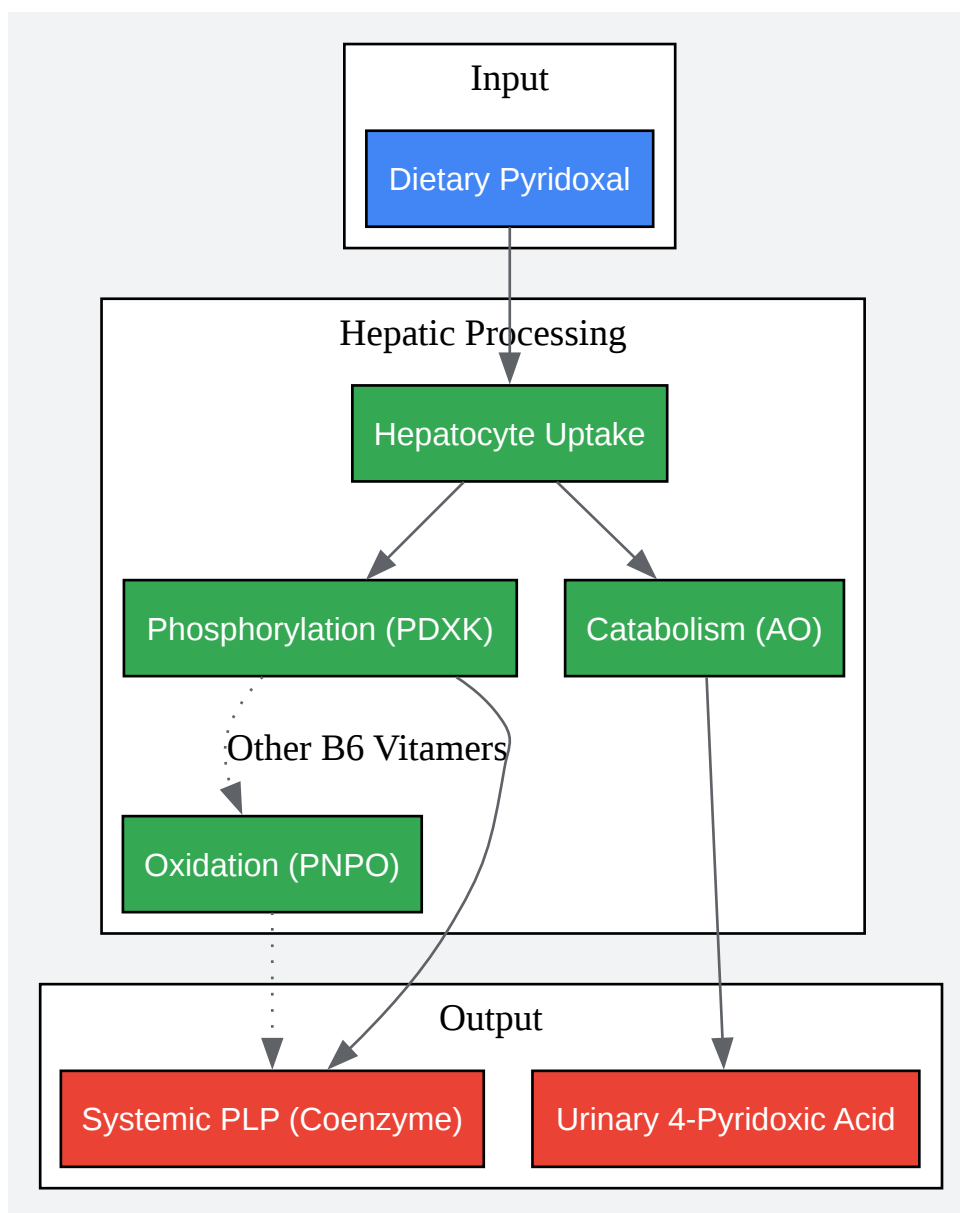 Input
Dietary Pyridoxal
Hepatic Processing
Hepatocyte Uptake
Phosphorylation (PDXK)
Catabolism (AO)
Other B6 Vitamers
Oxidation (PNPO)
Output
Systemic PLP (Coenzyme)
Urinary 4-Pyridoxic Acid